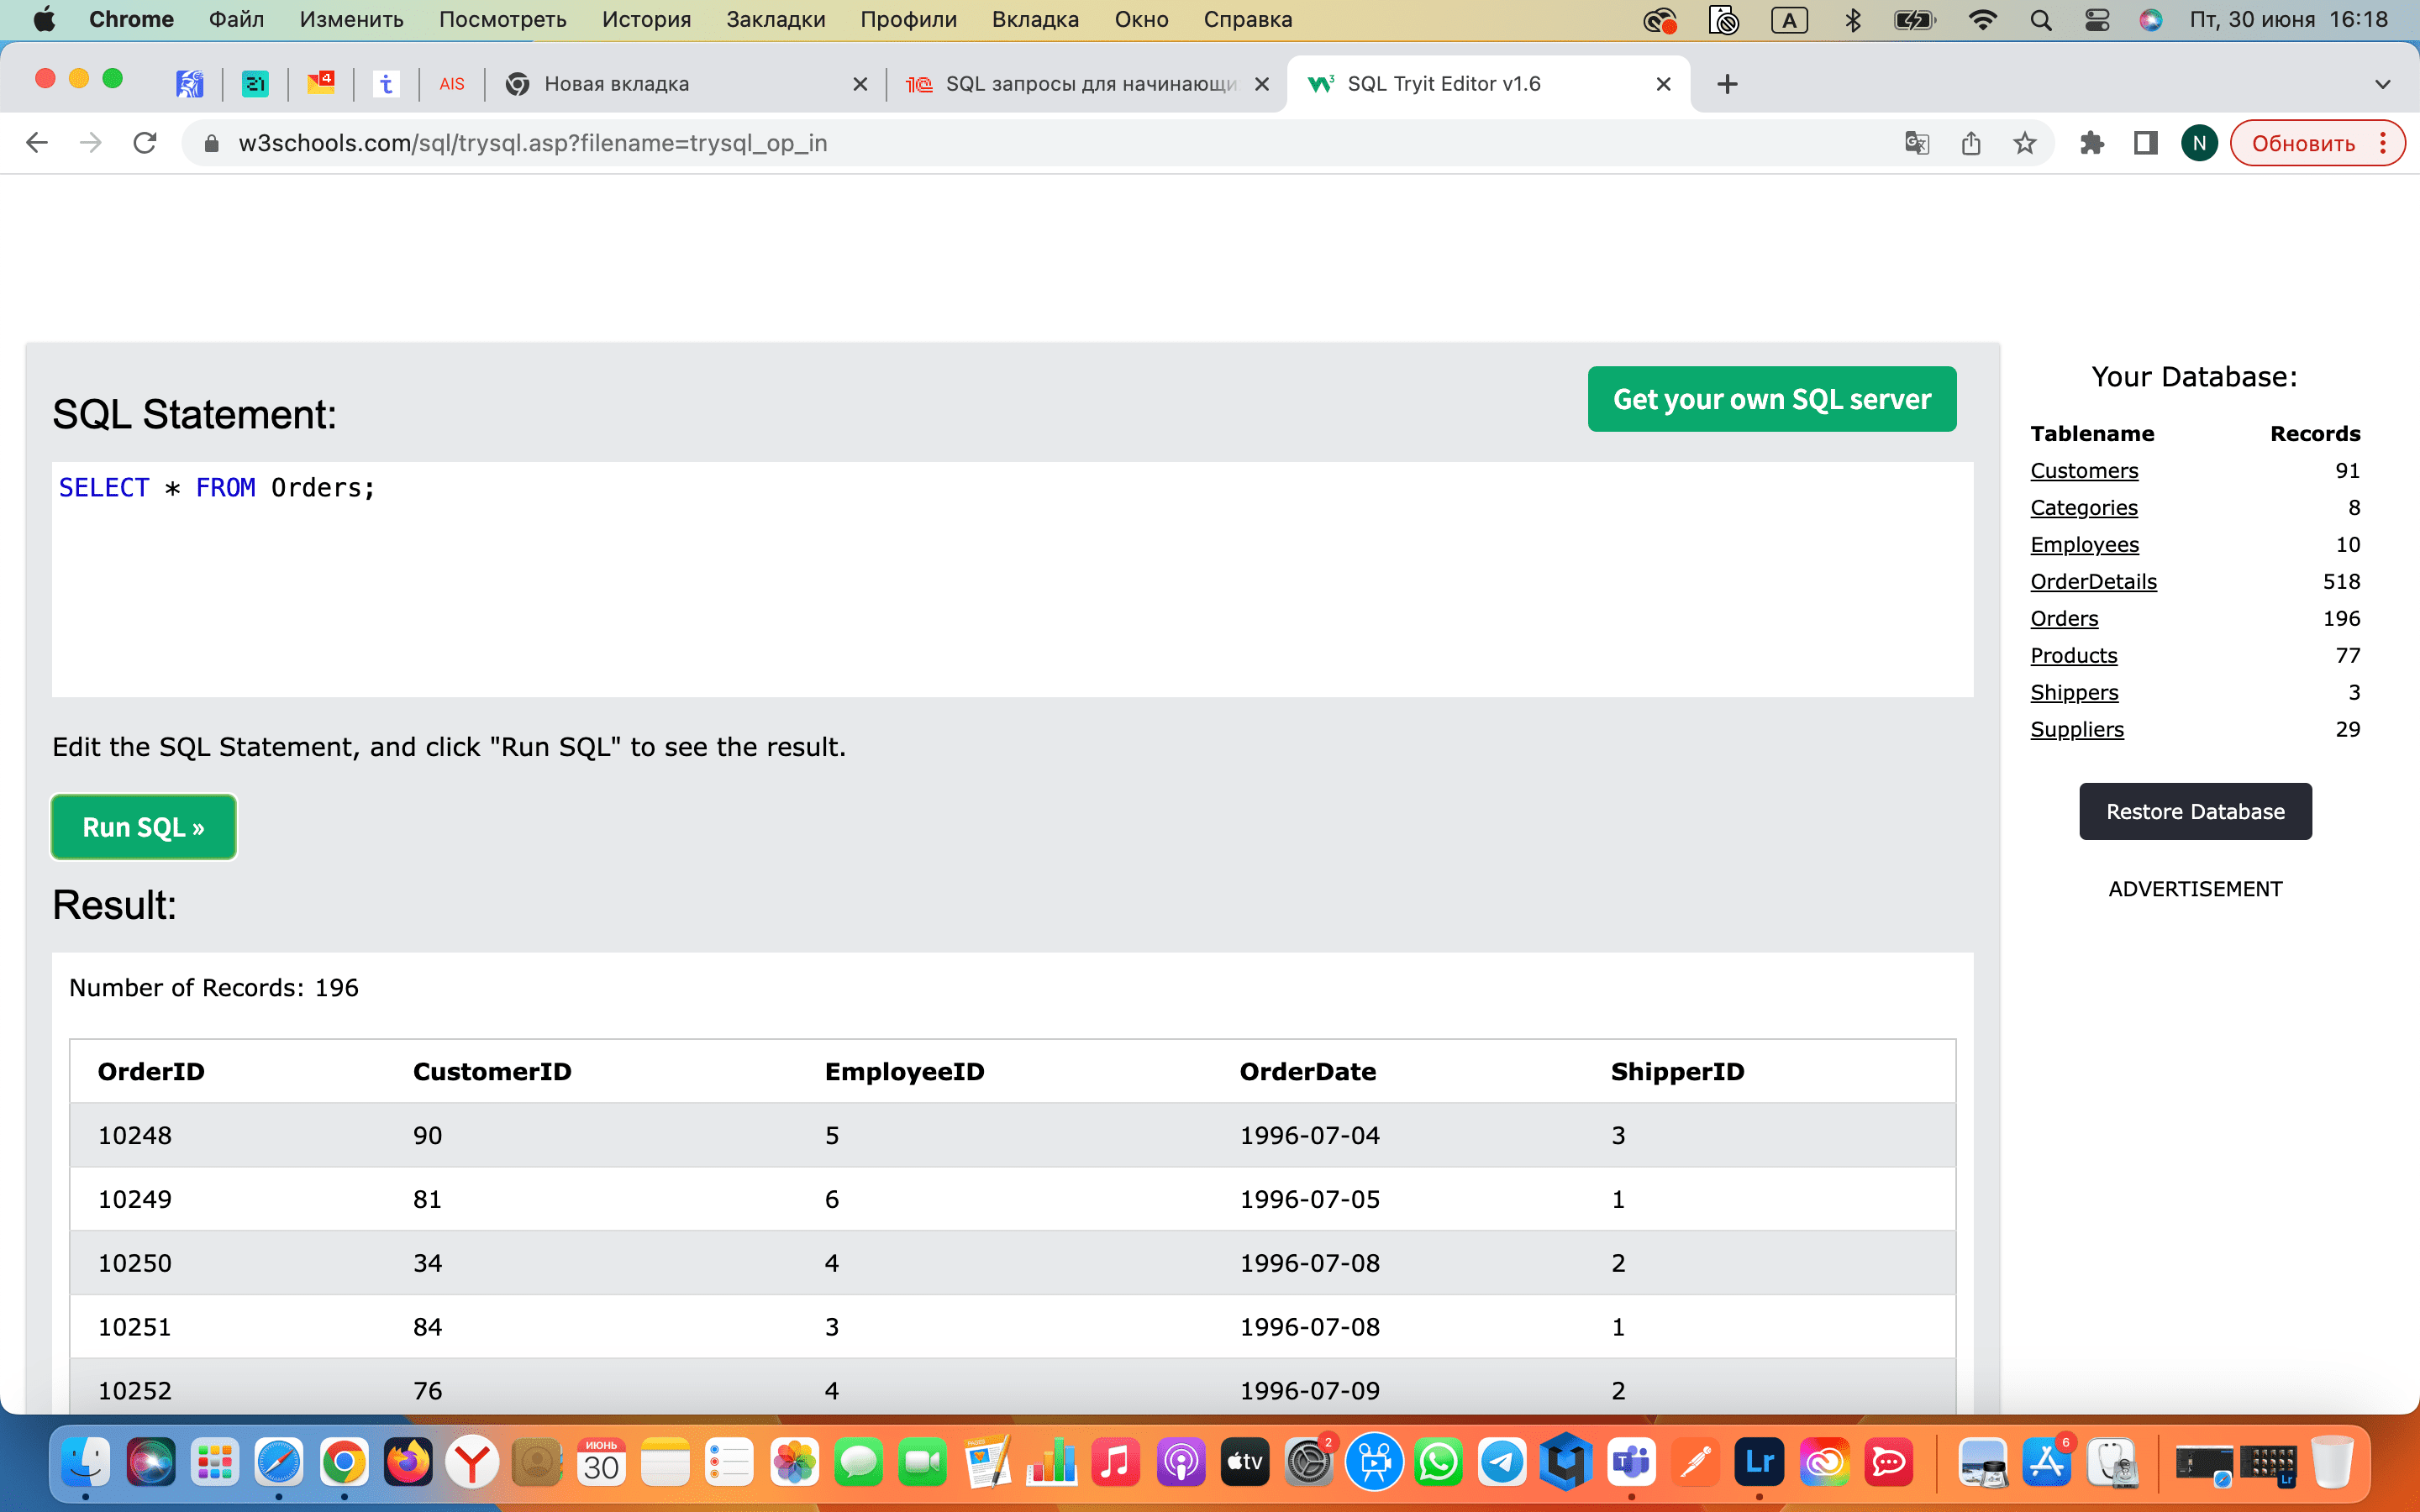 Chrome Файл Изменить Посмотреть История Закладки Профили Вкладка Окно Справка A Пт, 30 июня 16:18
21 4 t AIS Новая вкладка 1С SQL запросы для начинающи SQL Tryit Editor v1.6
w3schools.com/sql/trysql.asp?filename=trysql_op_in N Обновить
Get your own SQL server
SQL Statement:
SELECT * FROM Orders;
Edit the SQL Statement, and click "Run SQL" to see the result.
Run SQL »
Result:
Number of Records: 196
OrderID CustomerID EmployeeID OrderDate ShipperID
10248 90 5 1996-07-04 3
10249 81 6 1996-07-05 1
10250 34 4 1996-07-08 2
10251 84 3 1996-07-08 1
10252 76 4 1996-07-09 2
Your Database:
Tablename Records
Customers 91
Categories 8
Employees 10
OrderDetails 518
Orders 196
Products 77
Shippers 3
Suppliers 29
Restore Database
ADVERTISEMENT
ИЮНЬ
30 tv 2 T Lr 6 Lr